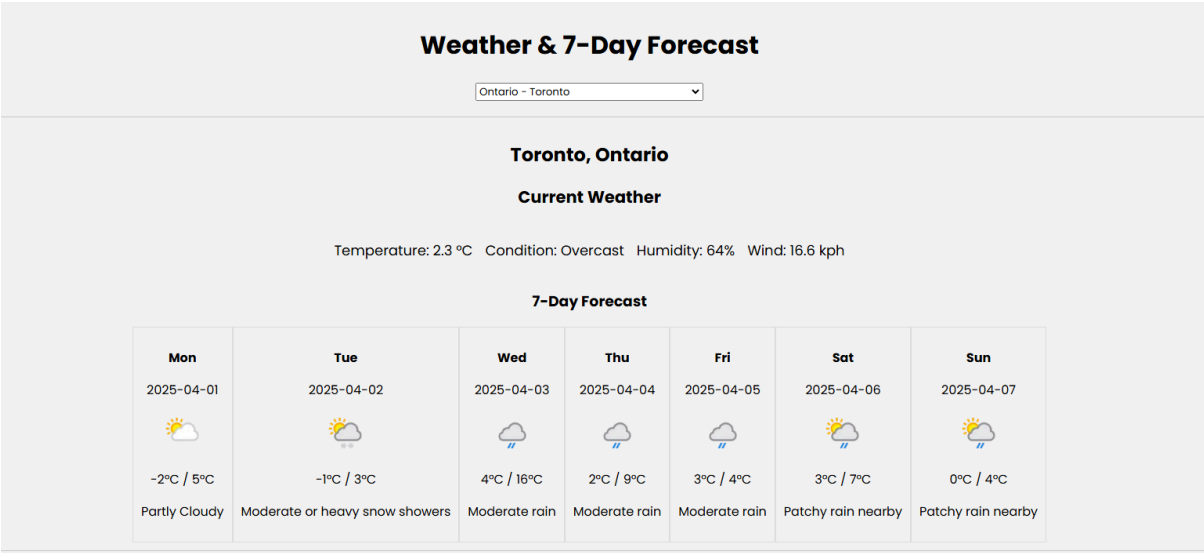 Weather & 7-Day Forecast
Ontario - Toronto
Toronto, Ontario
Current Weather
Temperature: 2.3 °C Condition: Overcast Humidity: 64% Wind: 16.6 kph
7-Day Forecast
Mon Tue Wed Thu Fri Sat Sun
2025-04-01 2025-04-02 2025-04-03 2025-04-04 2025-04-05 2025-04-06 2025-04-07
-2°C / 5°C -1°C / 3°C 4°C / 16°C 2°C / 9°C 3°C / 4°C 3°C / 7°C 0°C / 4°C
Partly Cloudy Moderate or heavy snow showers Moderate rain Moderate rain Moderate rain Patchy rain nearby Patchy rain nearby